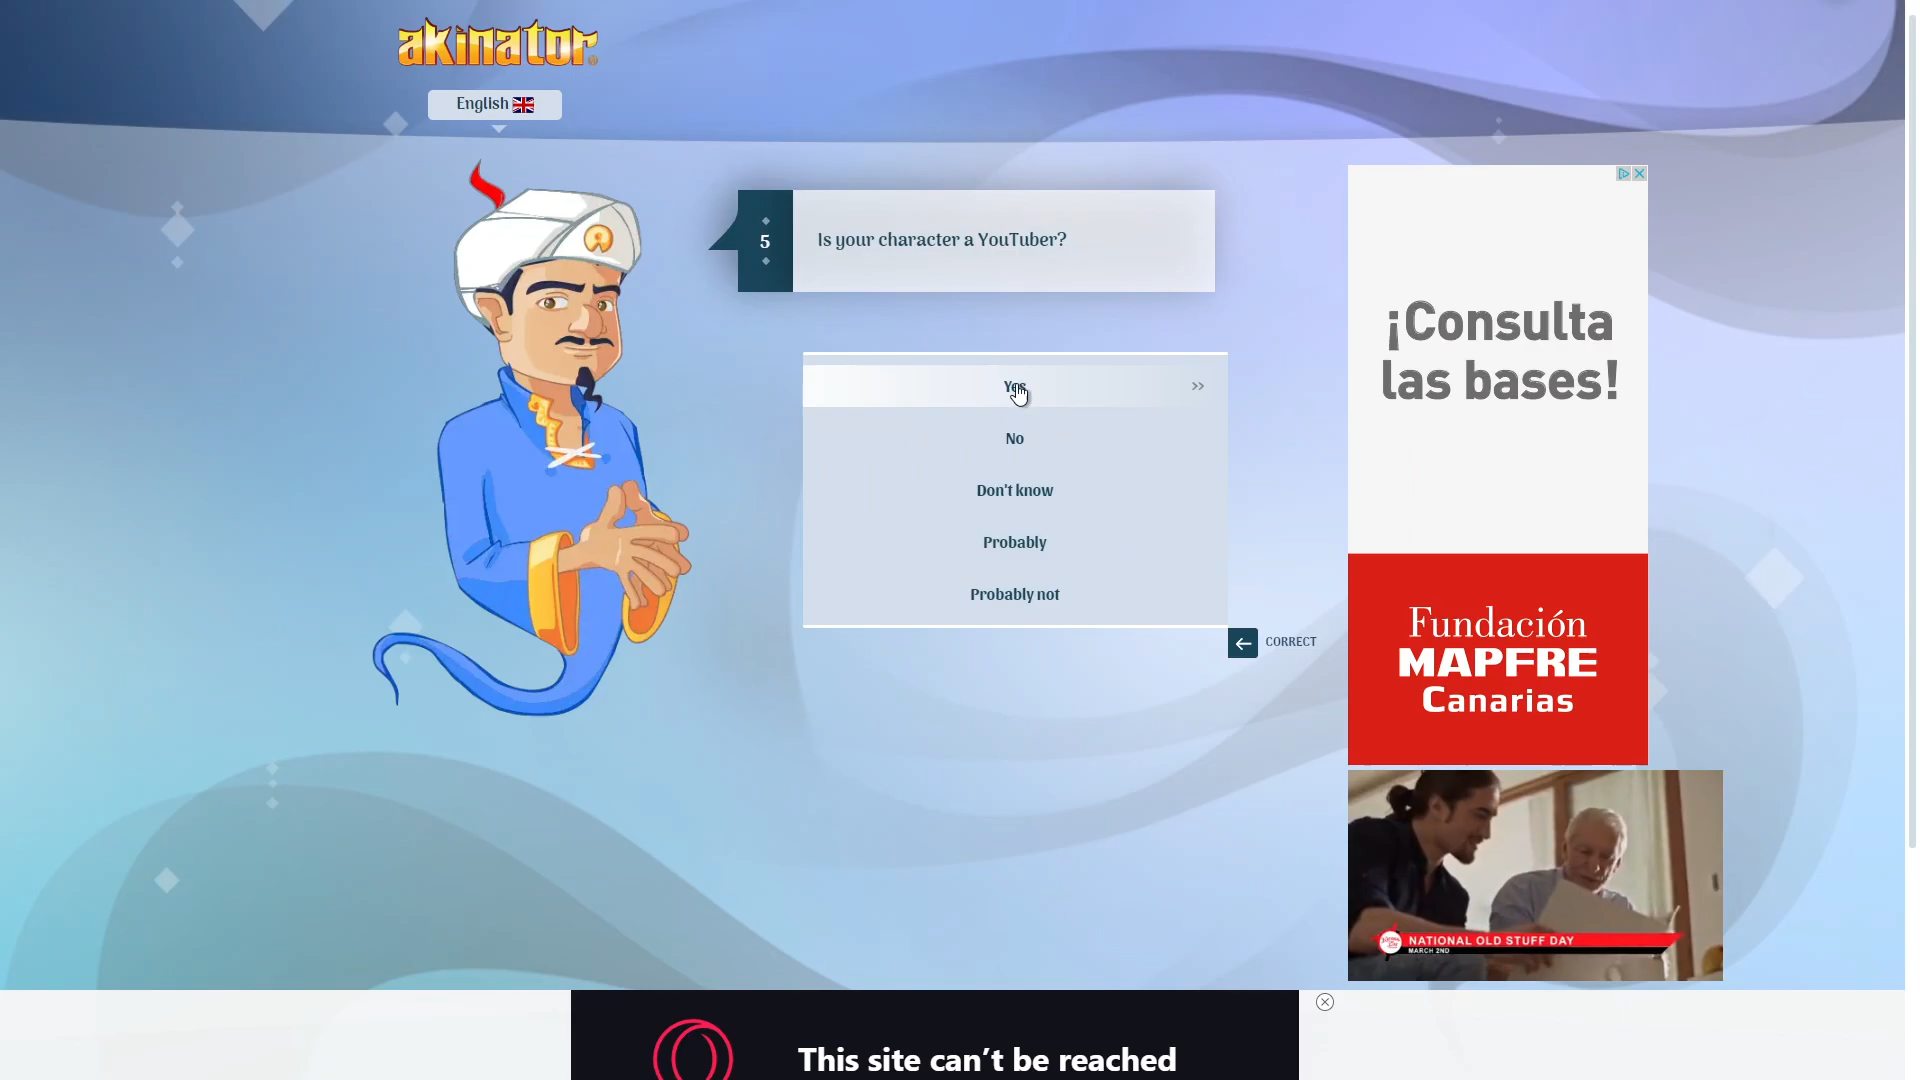 akinator
English
5
Is your character a YouTuber?
Yes
>>
No
Don't know
Probably
Probably not
CORRECT
¡Consulta
las bases!
Fundación
MAPFRE
Canarias
NATIONAL OLD STUFF DAY
MARCH 2ND
This site can’t be reached